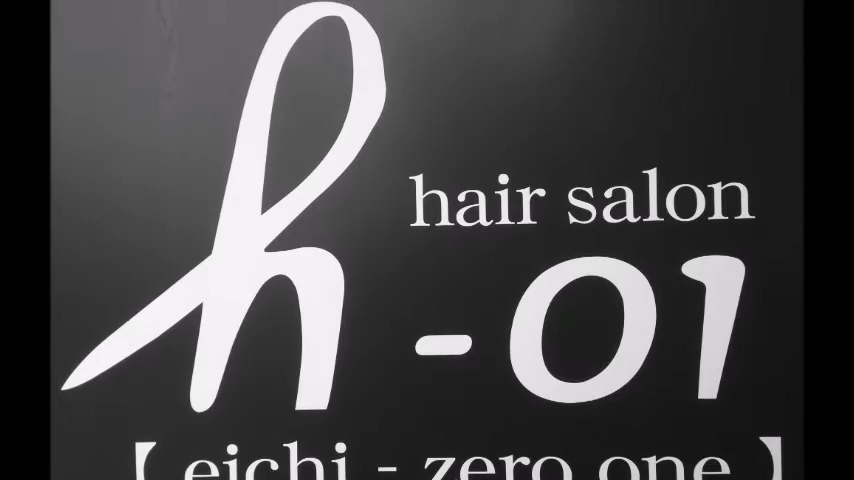 hair salon
h-01
【eichi - zero one】